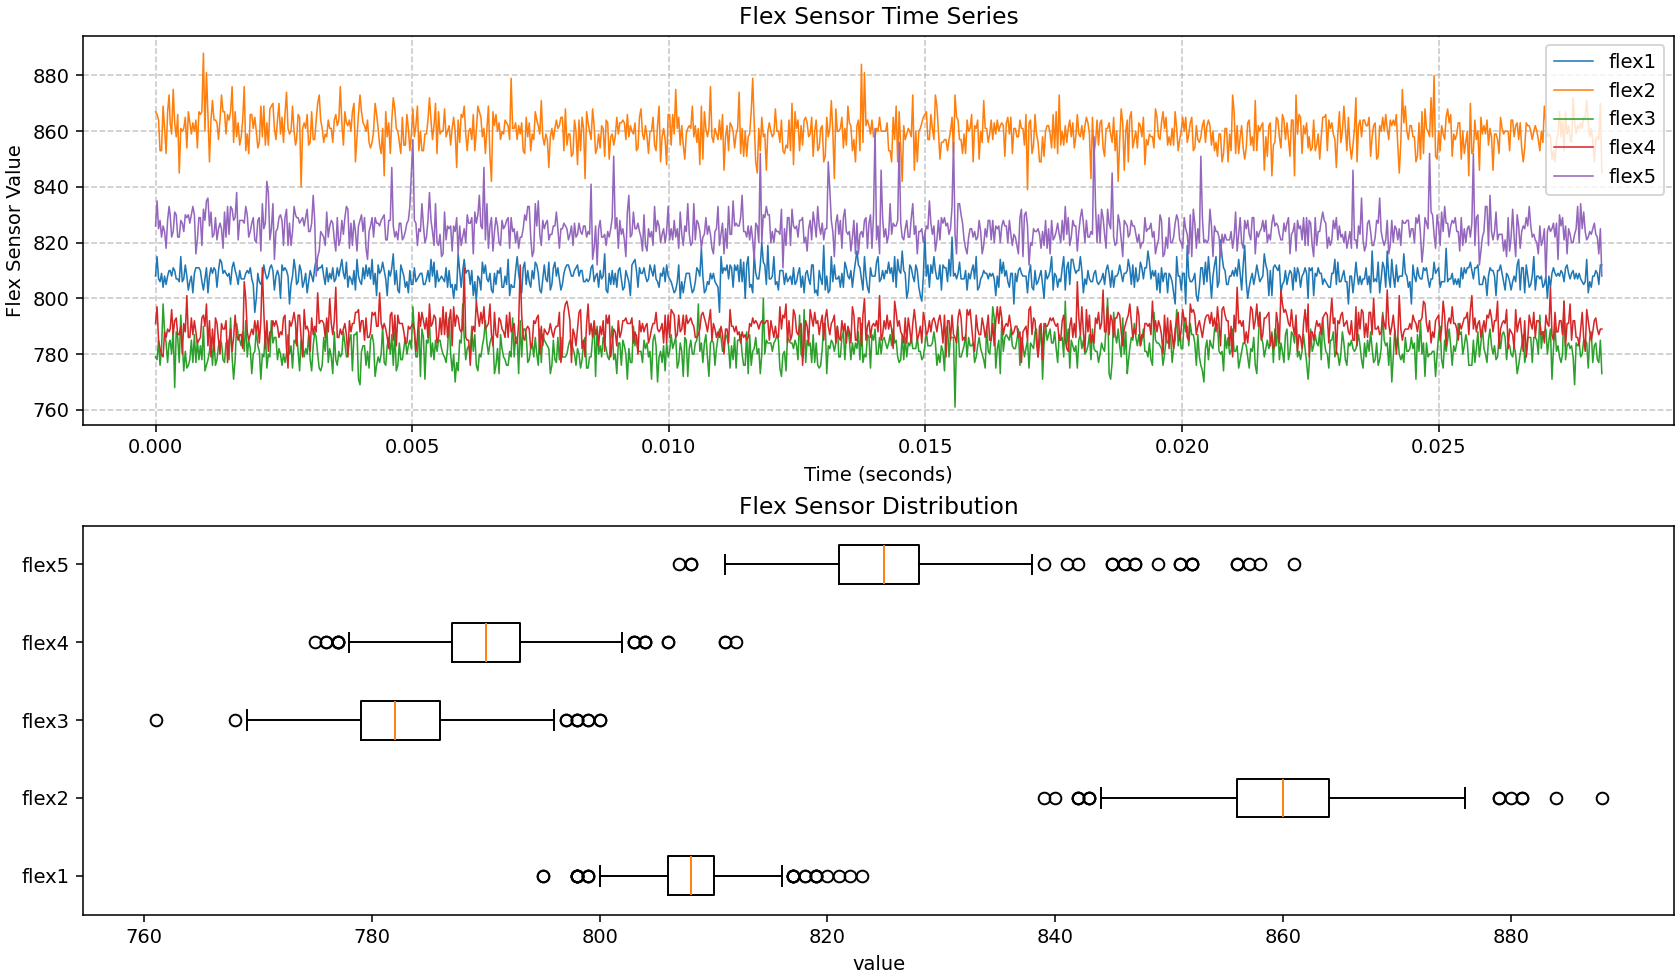 Flex Sensor Time Series
Flex Sensor Value
880
860
840
820
800
780
760
flex1
flex2
flex3
flex4
flex5
0.000 0.005 0.010 0.015 0.020 0.025
Time (seconds)
Flex Sensor Distribution
flex5
flex4
flex3
flex2
flex1
760 780 800 820 840 860 880
value